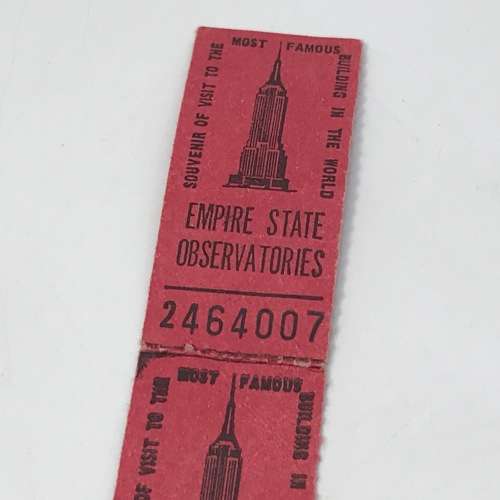 SOUVENIR OF VISIT TO THE
MOST FAMOUS
BUILDING IN THE WORLD
EMPIRE STATE
OBSERVATORIES
2464007
OF VISIT TO THE
MOST FAMOUS
BUILDING IN